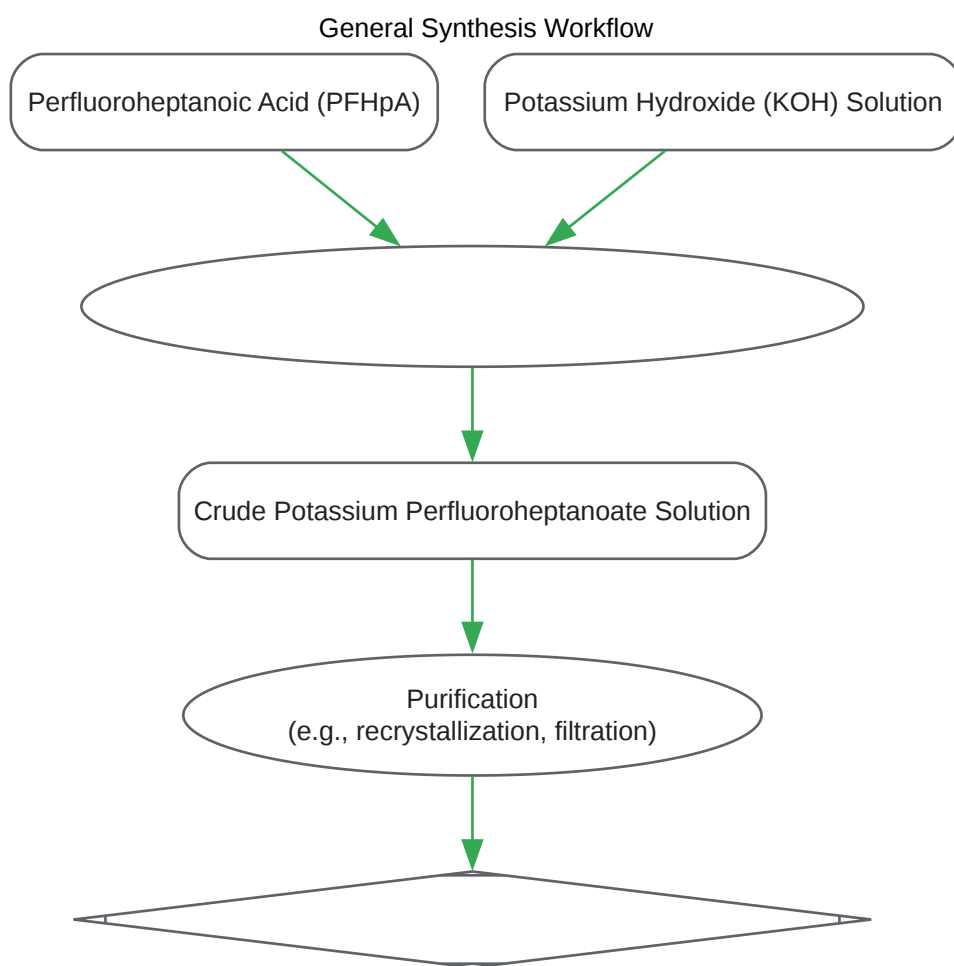 General Synthesis Workflow
Perfluoroheptanoic Acid (PFHpA)
Potassium Hydroxide (KOH) Solution
Crude Potassium Perfluoroheptanoate Solution
Purification
(e.g., recrystallization, filtration)